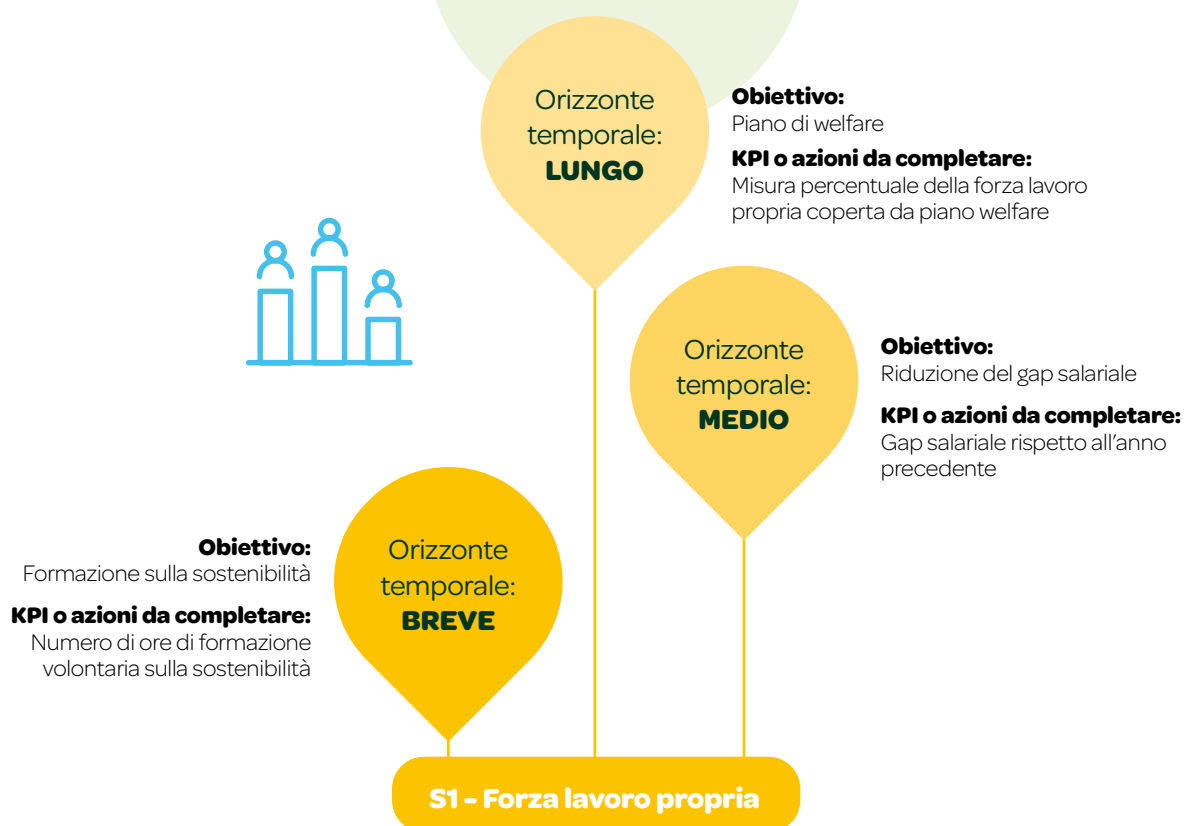 Orizzonte
temporale:
LUNGO
Obiettivo:
Piano di welfare
KPI o azioni da completare:
Misura percentuale della forza lavoro
propria coperta da piano welfare
Orizzonte
temporale:
MEDIO
Obiettivo:
Riduzione del gap salariale
KPI o azioni da completare:
Gap salariale rispetto all’anno
precedente
Obiettivo:
Formazione sulla sostenibilità
KPI o azioni da completare:
Numero di ore di formazione
volontaria sulla sostenibilità
Orizzonte
temporale:
BREVE
S1 - Forza lavoro propria